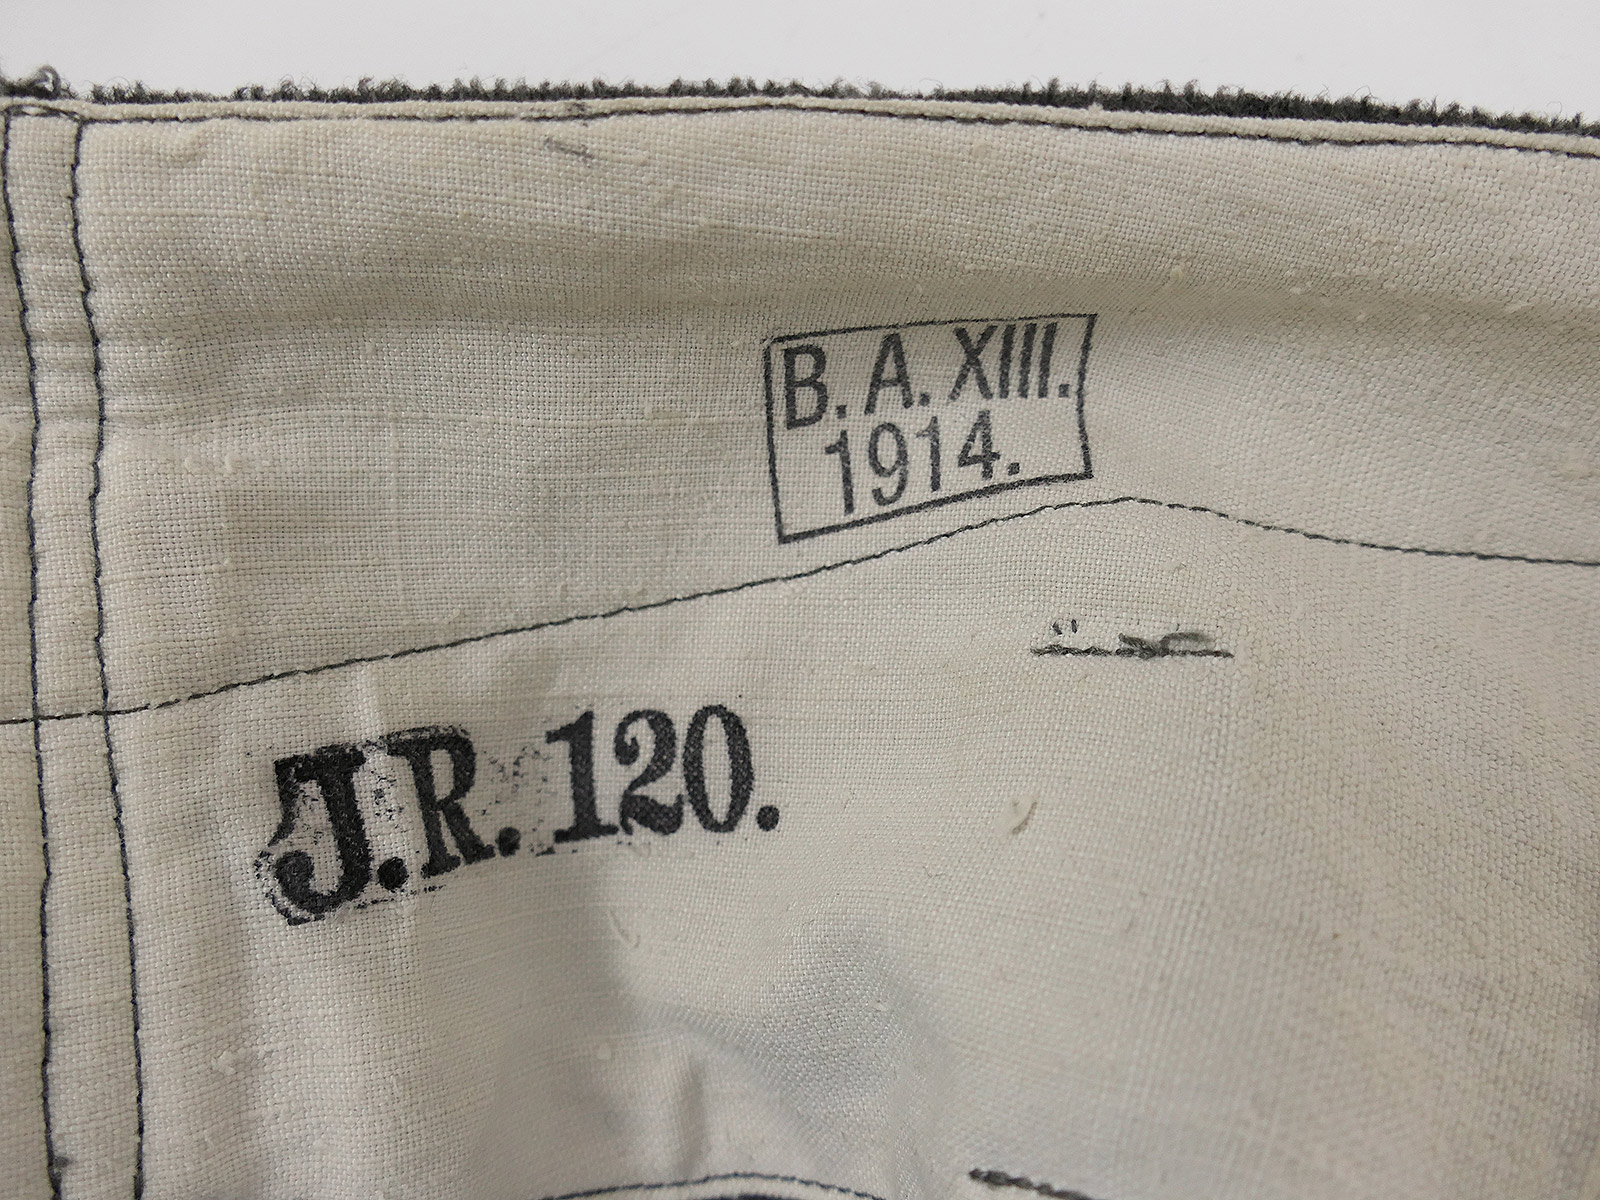 B. A. XIII.
1914.
J.R. 120.